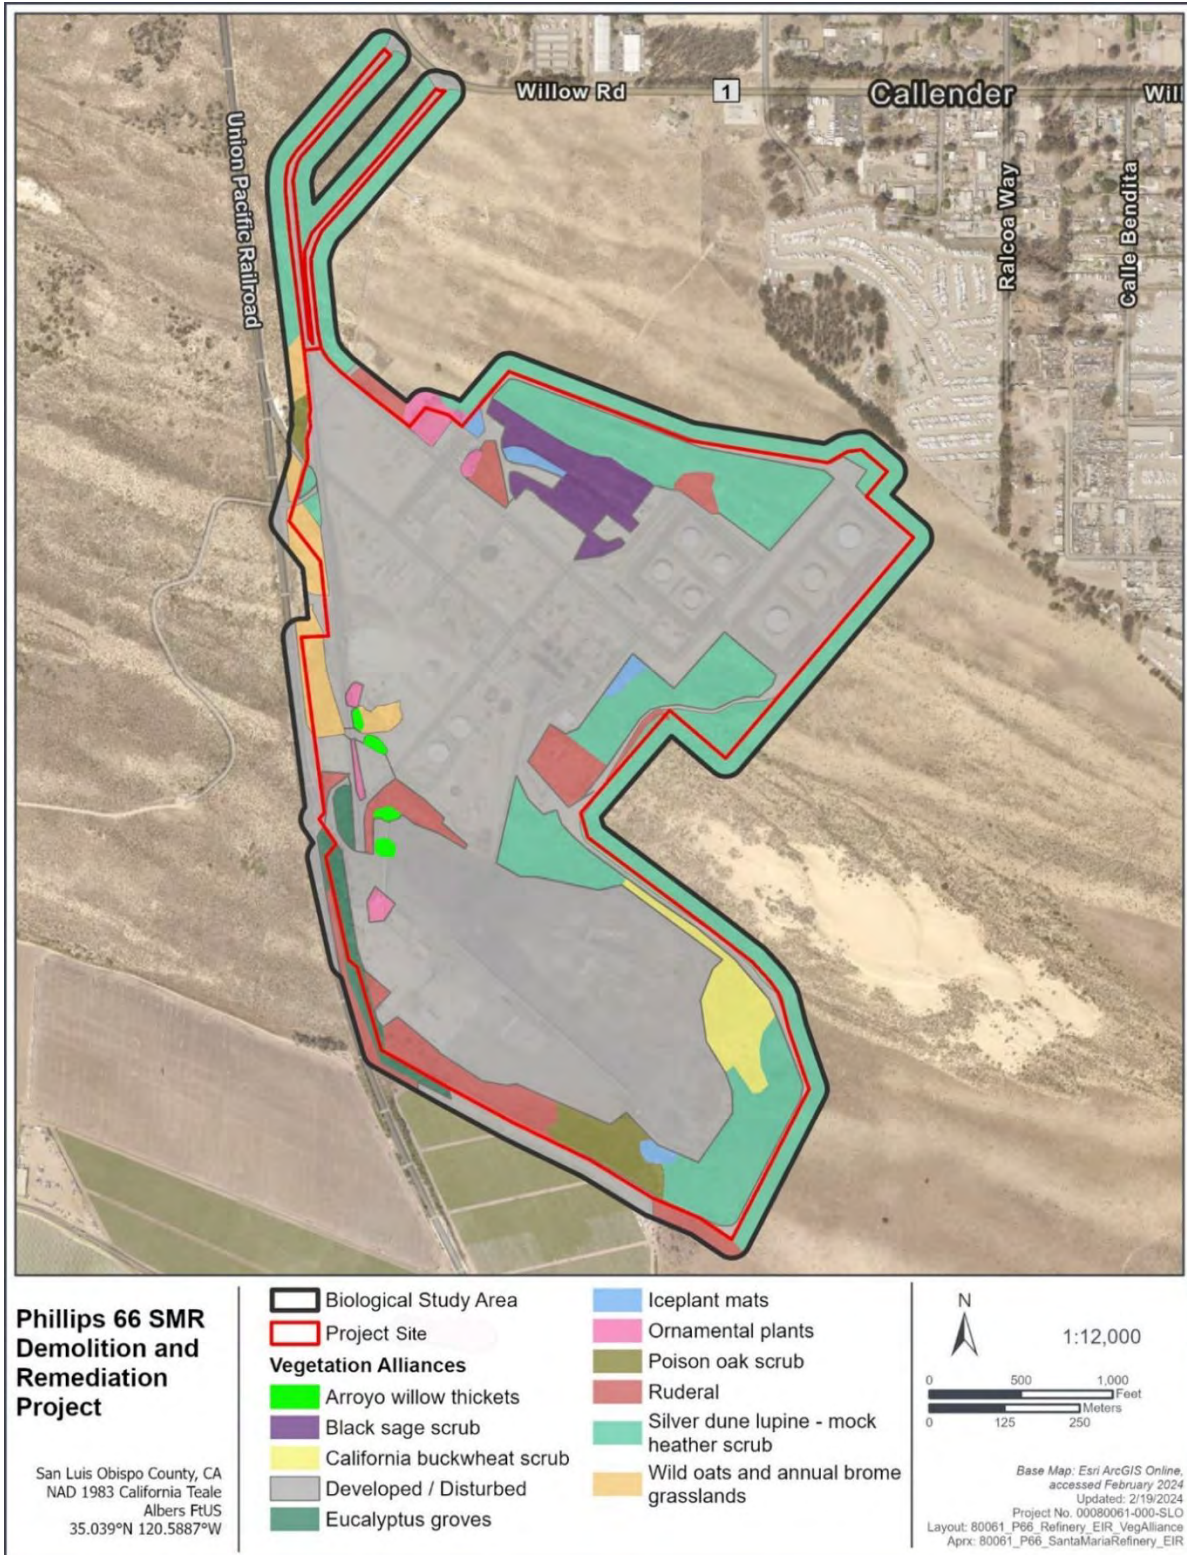 Willow Rd
1
Callender
Will
Union Pacific Railroad
Ralcoa Way
Calle Bendita
Phillips 66 SMR
Demolition and
Remediation
Project
San Luis Obispo County, CA
NAD 1983 California Teale
Albers FtUS
35.039°N 120.5887°W
Biological Study Area
Project Site
Vegetation Alliances
Arroyo willow thickets
Black sage scrub
California buckwheat scrub
Developed / Disturbed
Eucalyptus groves
Iceplant mats
Ornamental plants
Poison oak scrub
Ruderal
Silver dune lupine - mock
heather scrub
Wild oats and annual brome
grasslands
N
1:12,000
0 500 1,000
Feet
Meters
0 125 250
Base Map: Esri ArcGIS Online,
accessed February 2024
Updated: 2/19/2024
Project No. 00080061-000-SLO
Layout: 80061_P66_Refinery_EIR_VegAlliance
Aprx: 80061_P66_SantaMariaRefinery_EIR